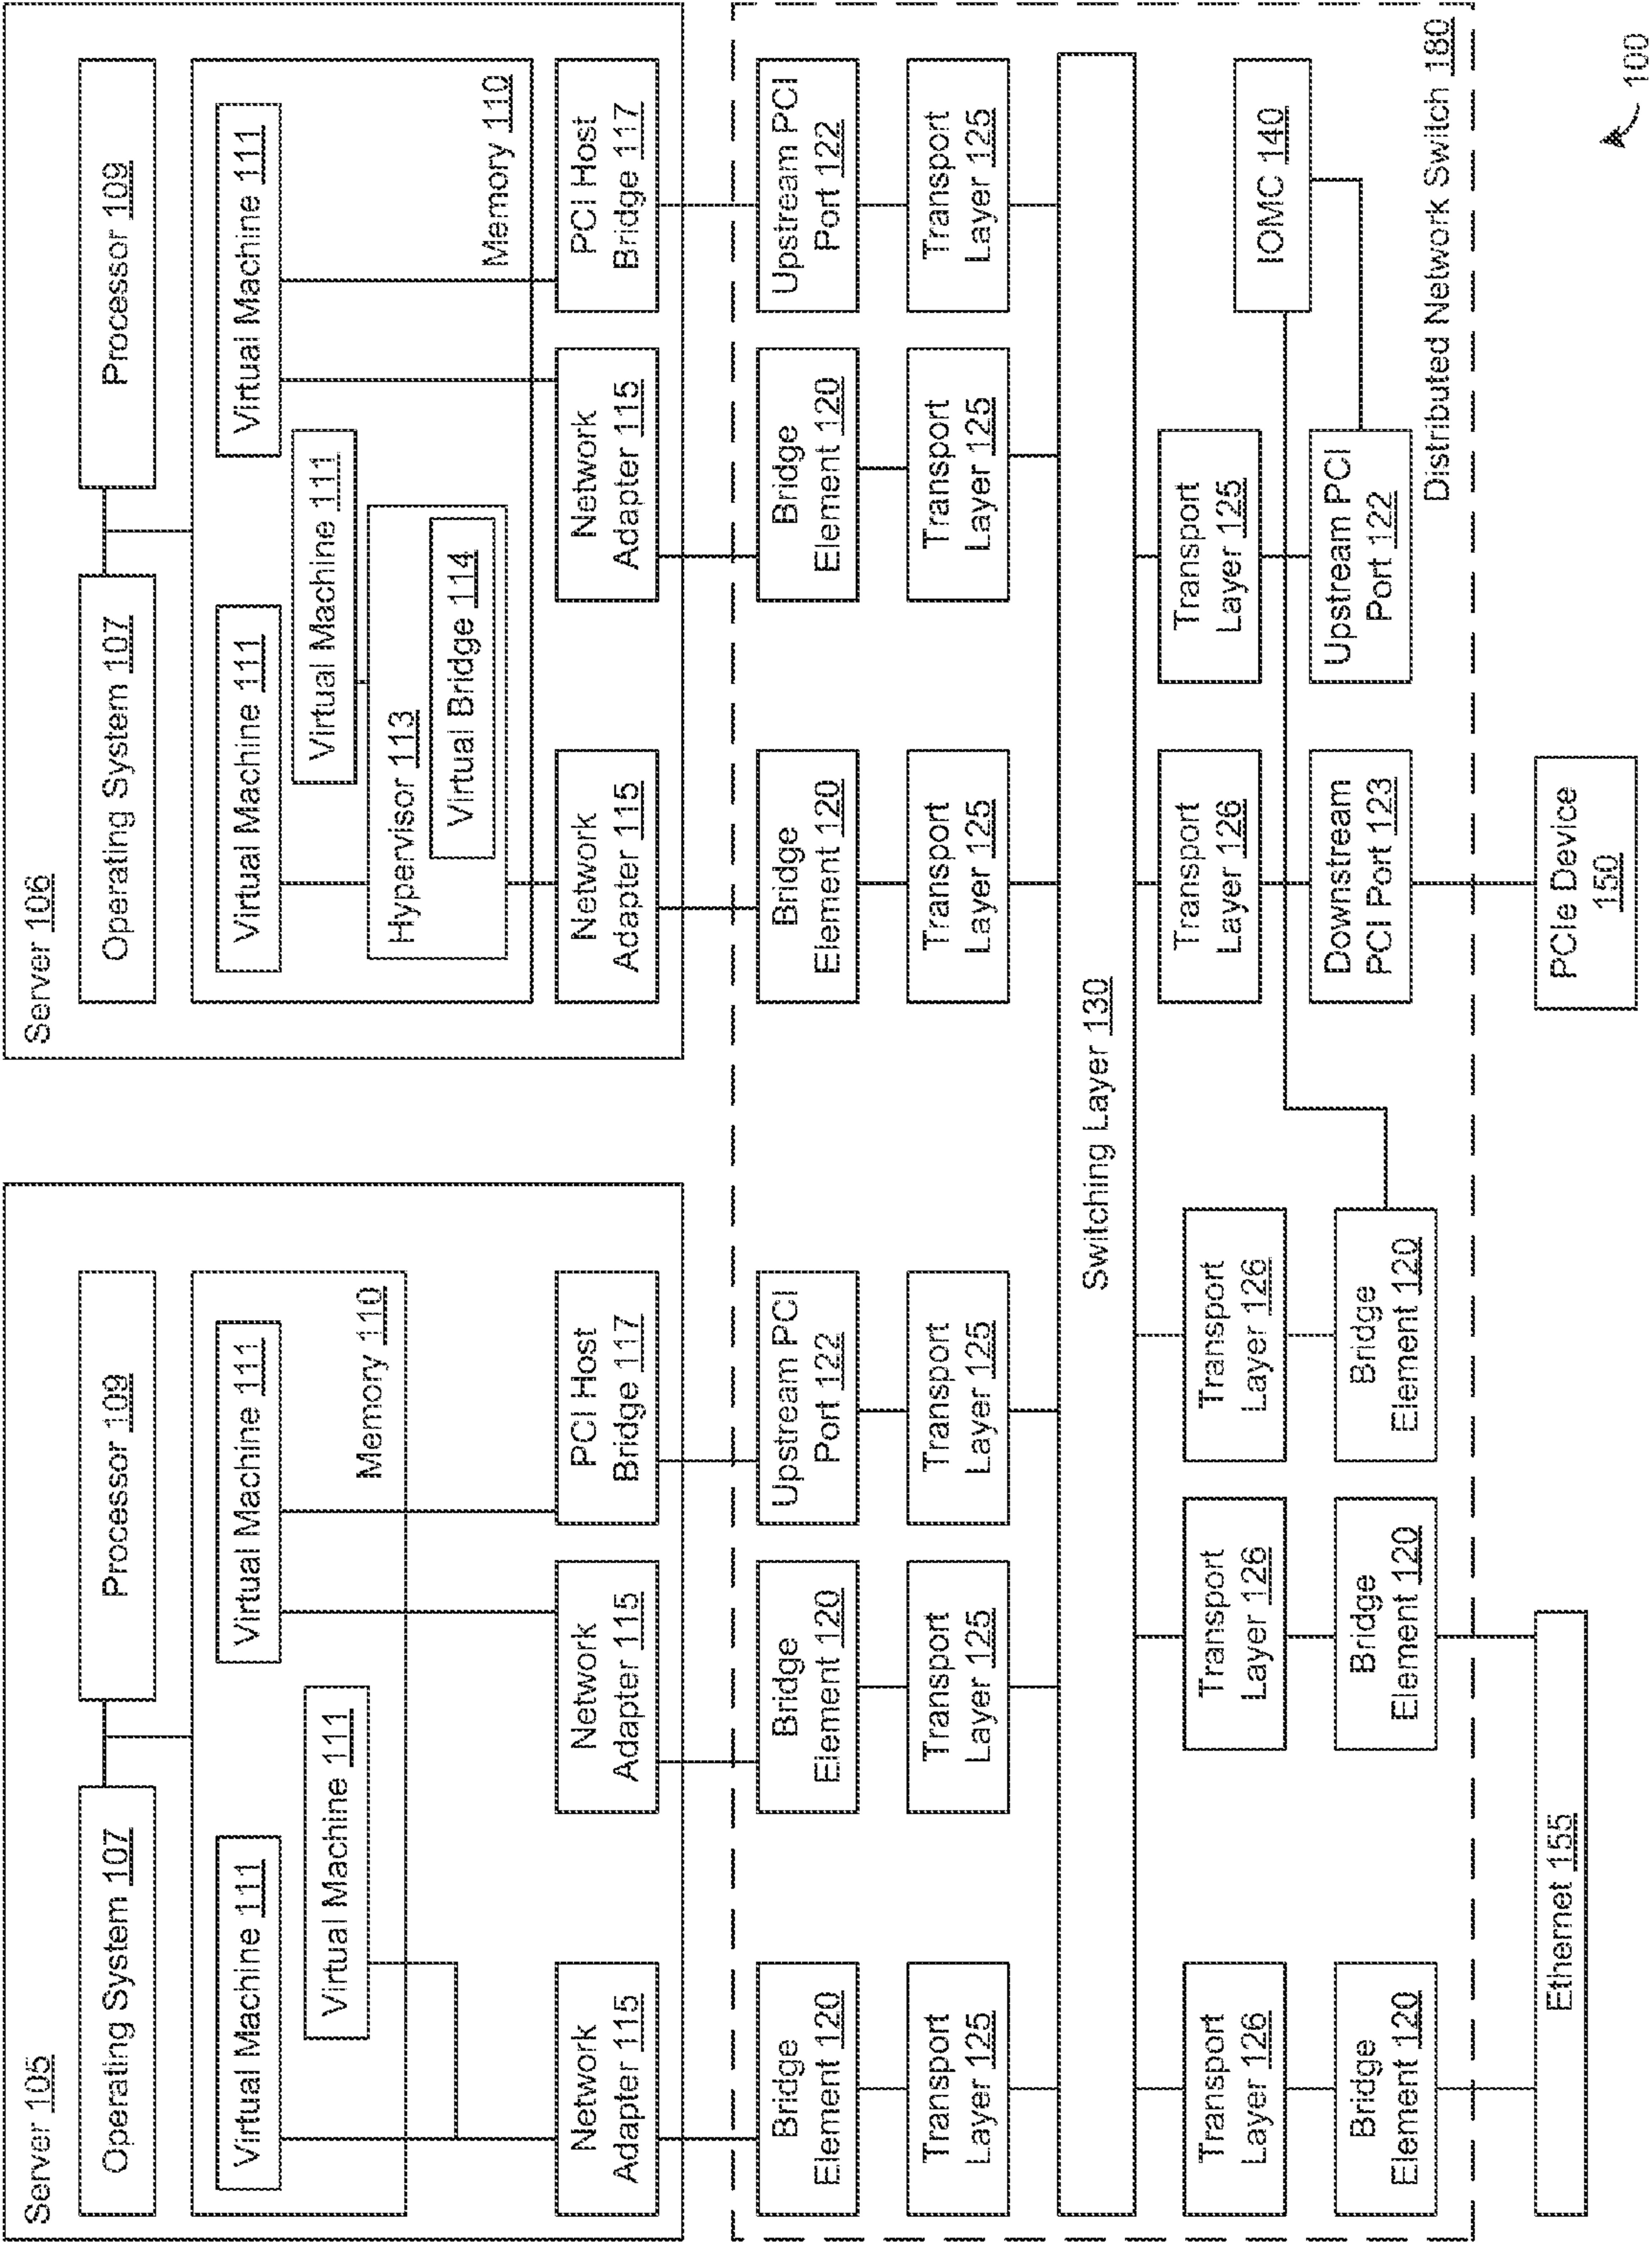 Server 105
Operating System 107
Processor 109
Virtual Machine 111
Virtual Machine 111
Virtual Machine 111
Memory 110
Network
Adapter 115
Network
Adapter 115
PCI Host
Bridge 117
Server 106
Operating System 107
Processor 109
Virtual Machine 111
Virtual Machine 111
Virtual Machine 111
Hypervisor 113
Virtual Bridge 114
Memory 110
Network
Adapter 115
Network
Adapter 115
PCI Host
Bridge 117
Bridge
Element 120
Bridge
Element 120
Upstream PCI
Port 122
Bridge
Element 120
Bridge
Element 120
Upstream PCI
Port 122
Transport
Layer 125
Transport
Layer 125
Transport
Layer 125
Transport
Layer 125
Transport
Layer 125
Transport
Layer 125
Switching Layer 130
Transport
Layer 126
Transport
Layer 126
Transport
Layer 126
Transport
Layer 126
Transport
Layer 125
IOMC 140
Bridge
Element 120
Bridge
Element 120
Bridge
Element 120
Downstream
PCI Port 123
Upstream PCI
Port 122
Distributed Network Switch 180
Ethernet 155
PCIe Device
150
100